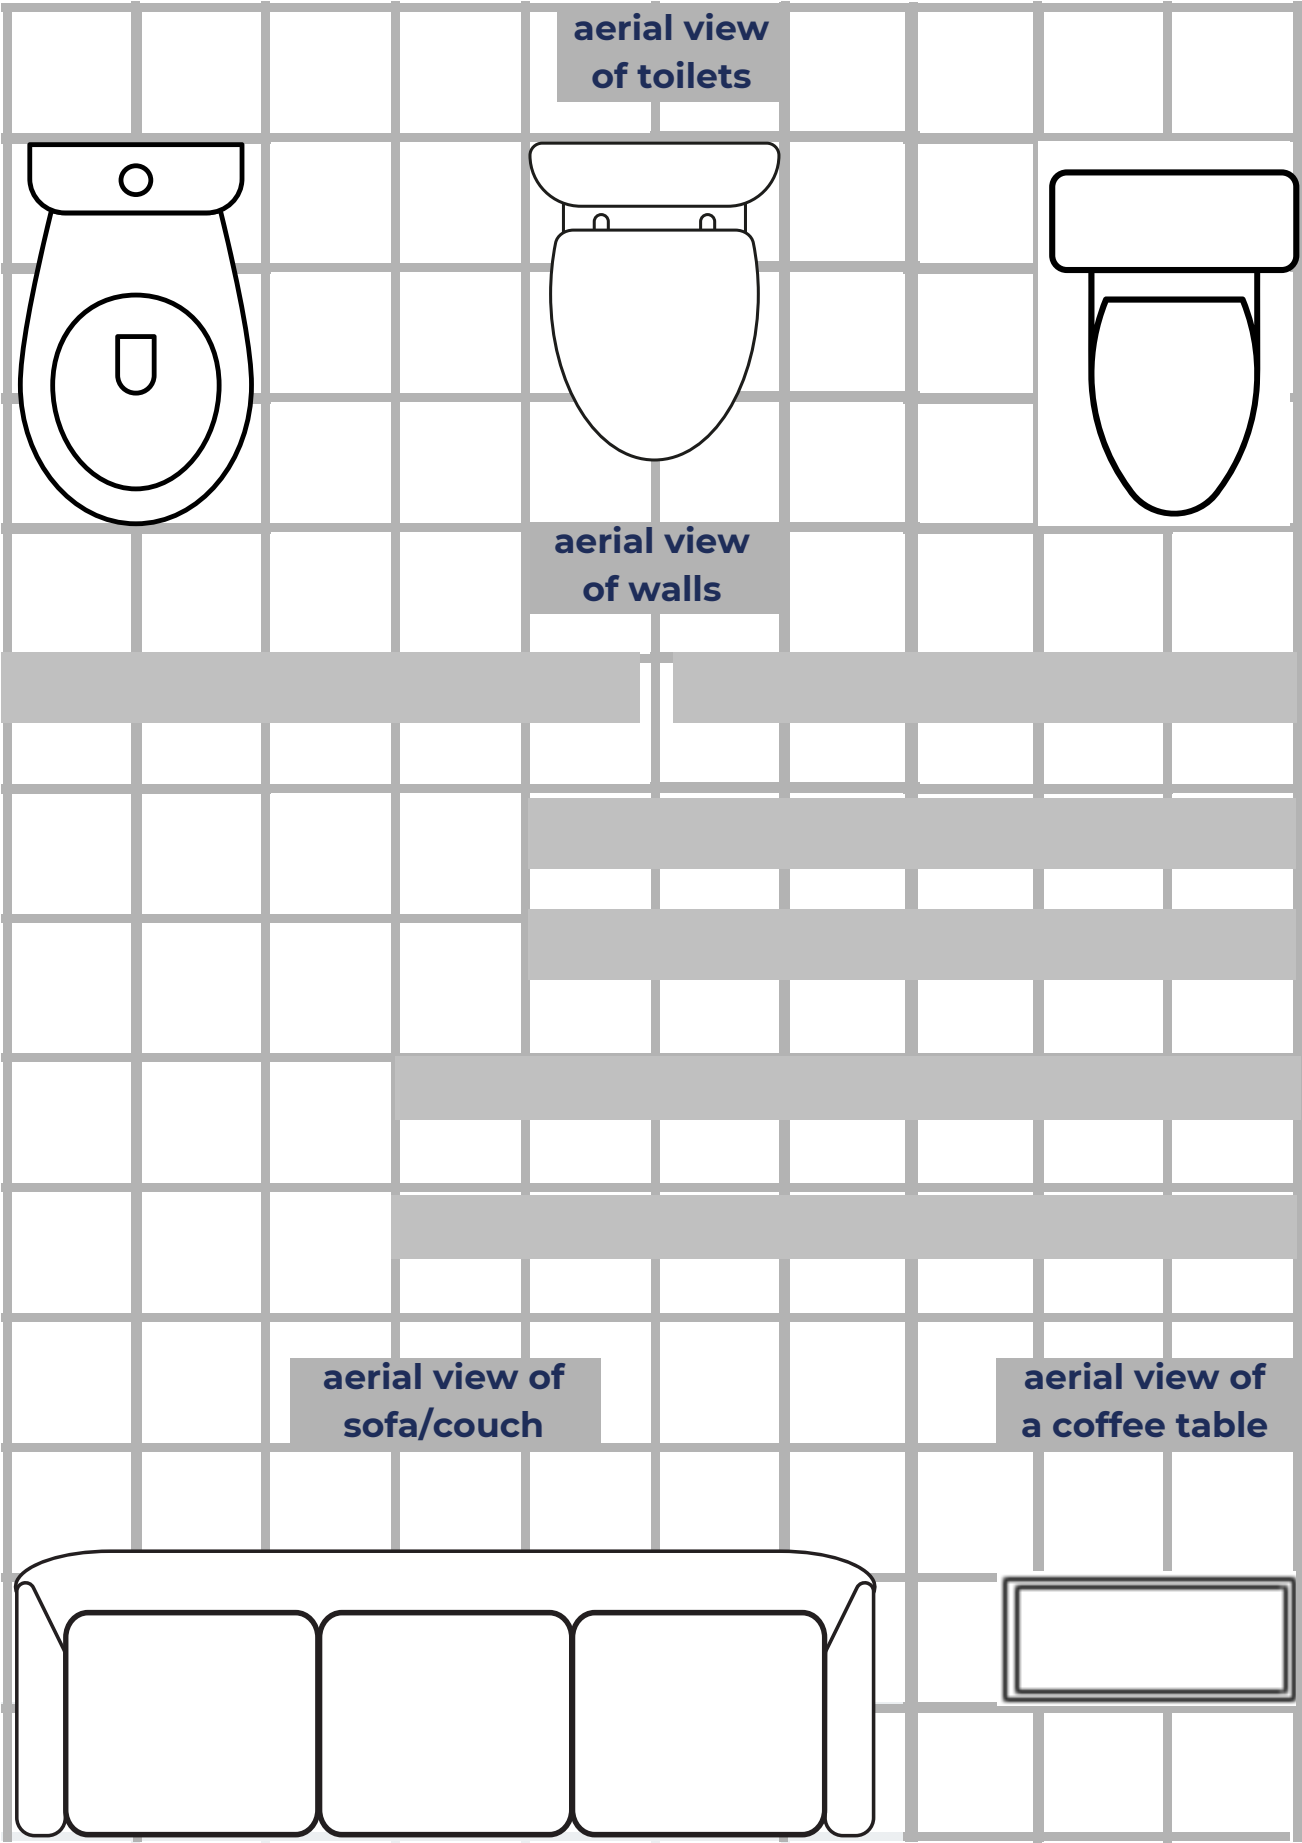 aerial view
of toilets
aerial view
of walls
aerial view of
sofa/couch
aerial view of
a coffee table